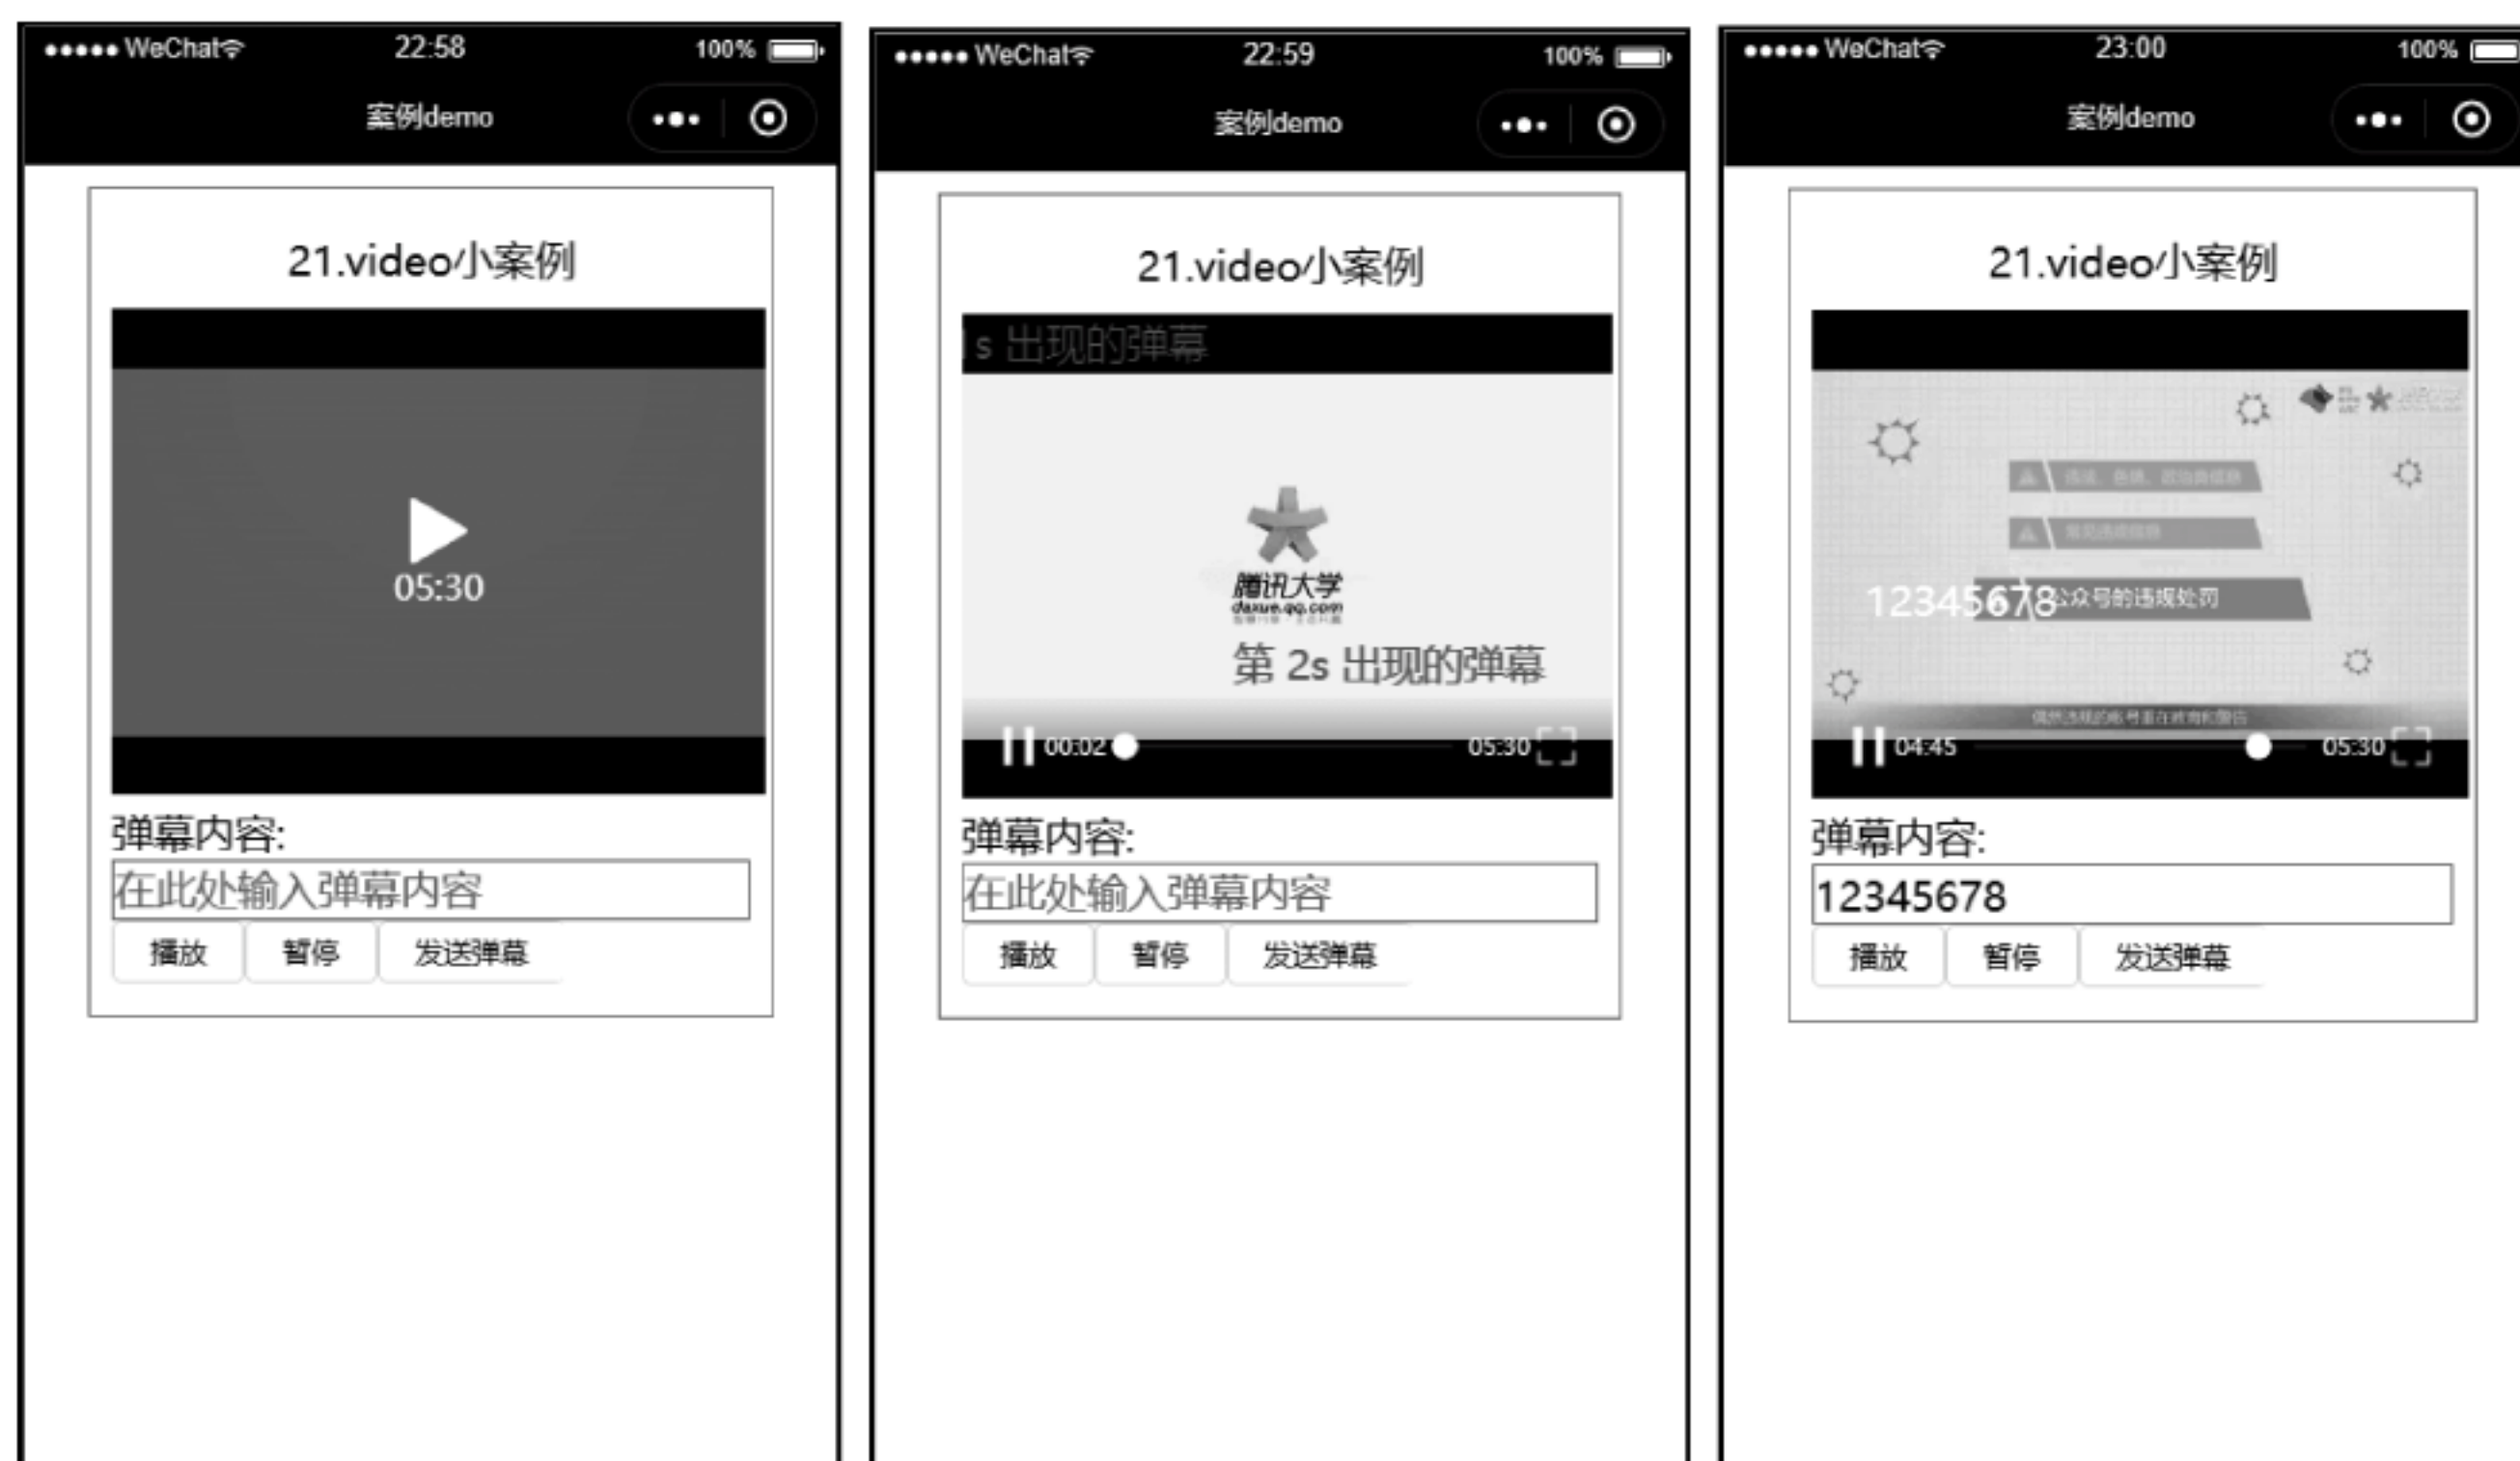 WeChat 22:58 100%
案例demo
21.video小案例
05:30
弹幕内容:
在此处输入弹幕内容
播放 暂停 发送弹幕
WeChat 22:59 100%
案例demo
21.video小案例
s 出现的弹幕
腾讯大学
daxue.qq.com
第 2s 出现的弹幕
00:02 05:30
弹幕内容:
在此处输入弹幕内容
播放 暂停 发送弹幕
WeChat 23:00 100%
案例demo
21.video小案例
12345678
公众号的违规处罚
04:45 05:30
弹幕内容:
12345678
播放 暂停 发送弹幕